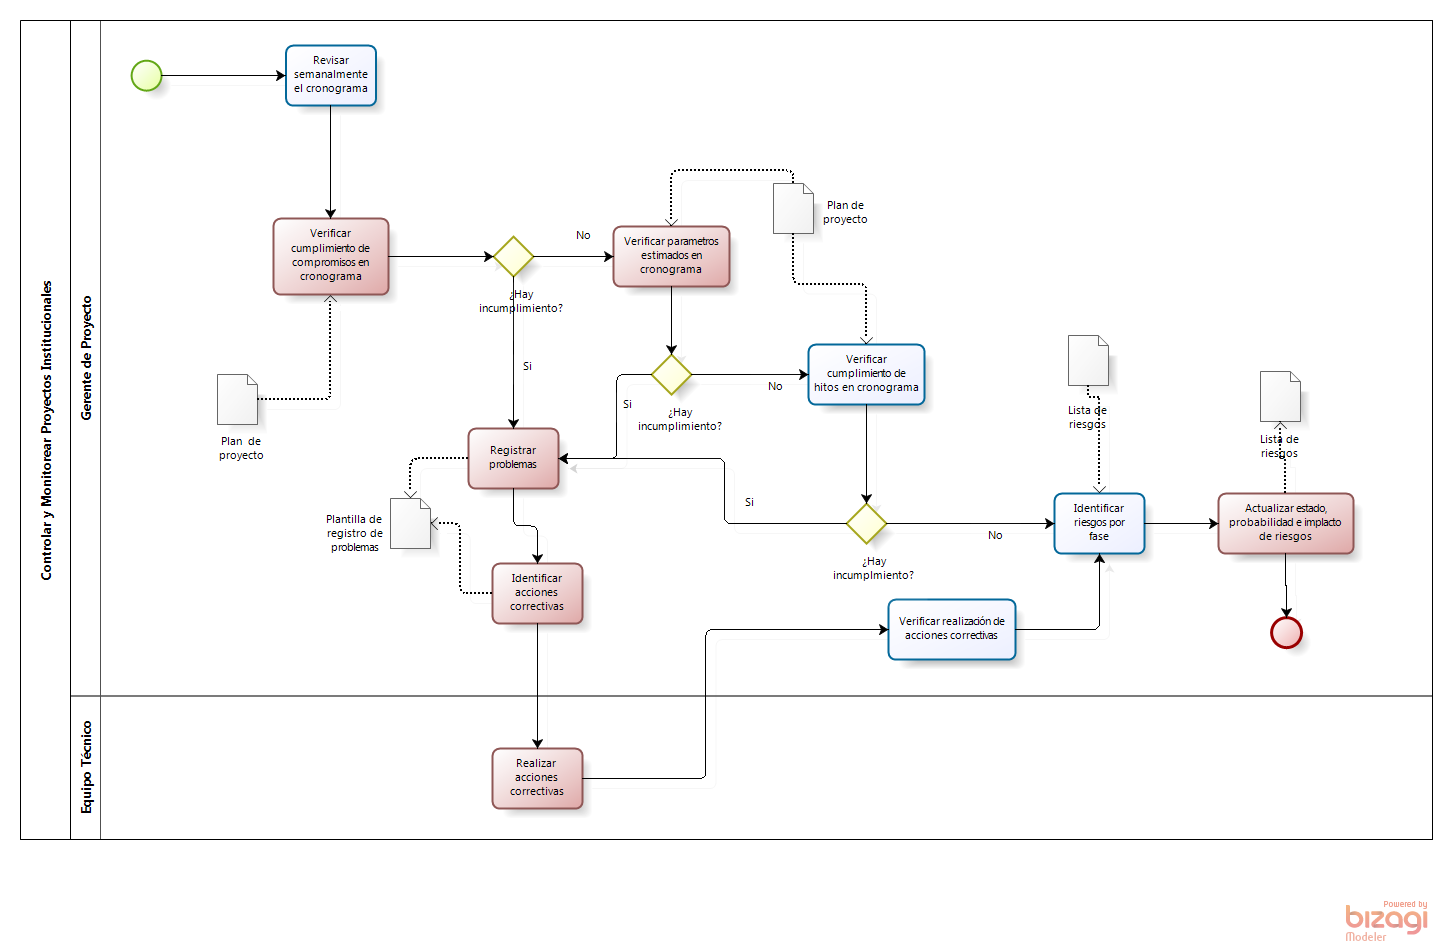 Controlar y Monitorear Proyectos Institucionales
Gerente de Proyecto
Revisar
semanalmente
el cronograma
Verificar
cumplimiento de
compromisos en
cronograma
¿Hay
incumplimiento?
No
Si
Verificar parametros
estimados en
cronograma
Plan de
proyecto
Plan de
proyecto
¿Hay
incumplimiento?
No
Si
Verificar
cumplimiento de
hitos en cronograma
Lista de
riesgos
Lista de
riesgos
Registrar
problemas
Plantilla de
registro de
problemas
Si
¿Hay
incumplmiento?
No
Identificar
riesgos por
fase
Actualizar estado,
probabilidad e implacto
de riesgos
Identificar
acciones
correctivas
Verificar realización de
acciones correctivas
Equipo Técnico
Realizar
acciones
correctivas
Powered by
bizagi
Modeler